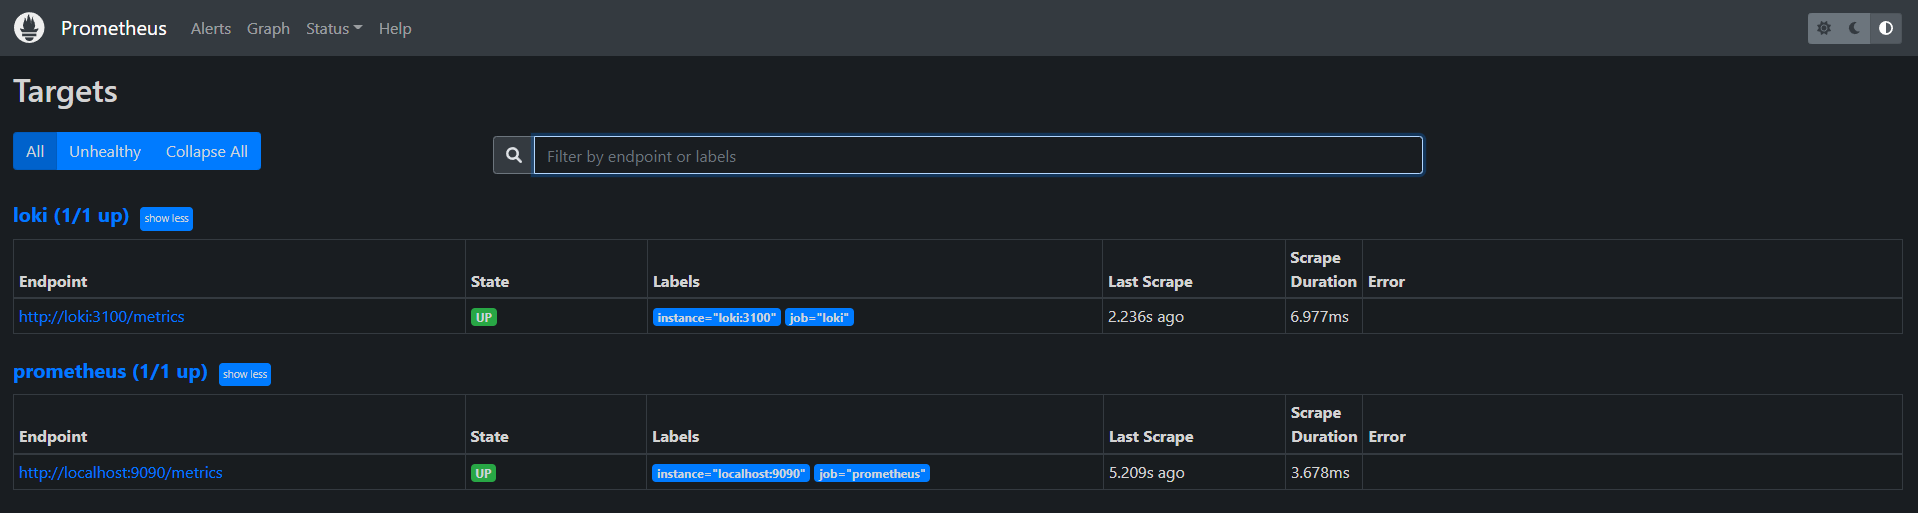 Prometheus Alerts Graph Status Help
Targets
All Unhealthy Collapse All
Filter by endpoint or labels
loki (1/1 up) show less
Endpoint State Labels Last Scrape Scrape Duration Error
http://loki:3100/metrics UP instance="loki:3100" job="loki" 2.236s ago 6.977ms
prometheus (1/1 up) show less
Endpoint State Labels Last Scrape Scrape Duration Error
http://localhost:9090/metrics UP instance="localhost:9090" job="prometheus" 5.209s ago 3.678ms